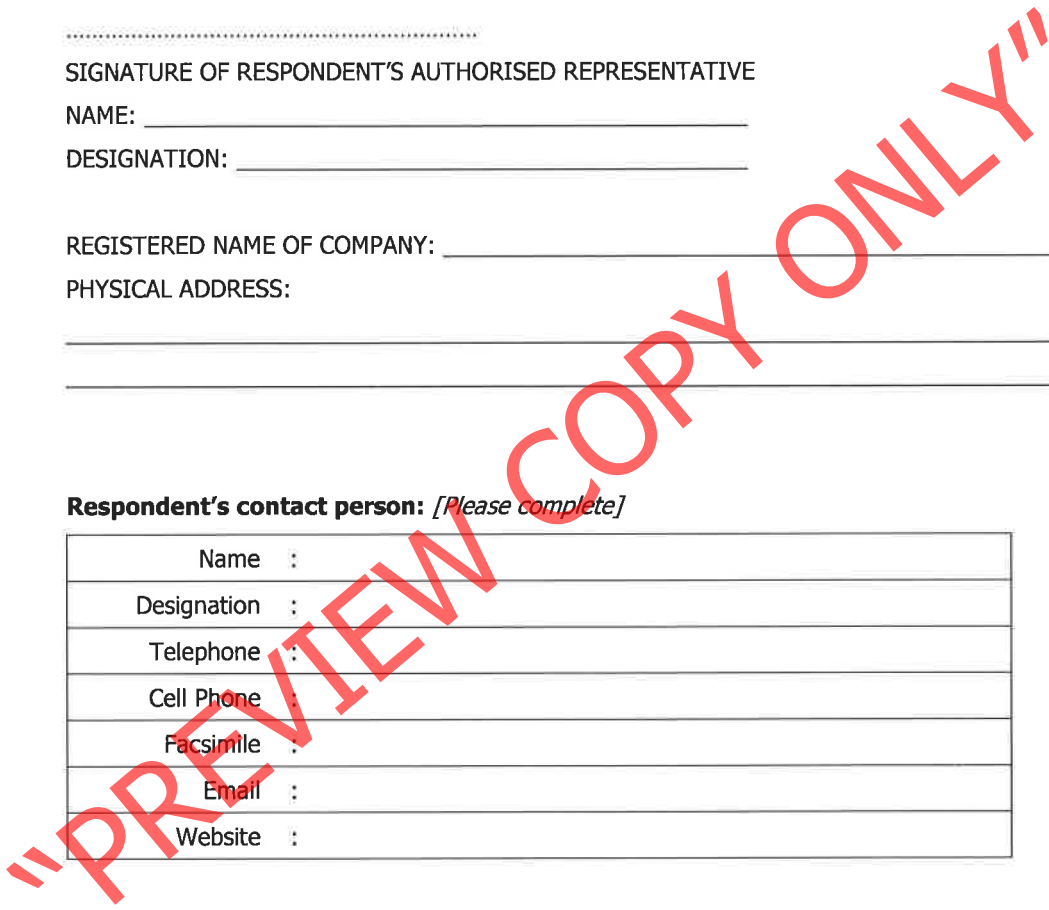 SIGNATURE OF RESPONDENT'S AUTHORISED REPRESENTATIVE
NAME:
DESIGNATION:
REGISTERED NAME OF COMPANY:
PHYSICAL ADDRESS:
Respondent's contact person: [Please complete]
Name :
Designation :
Telephone :
Cell Phone :
Facsimile :
Email :
Website :
"PREVIEW COPY ONLY"